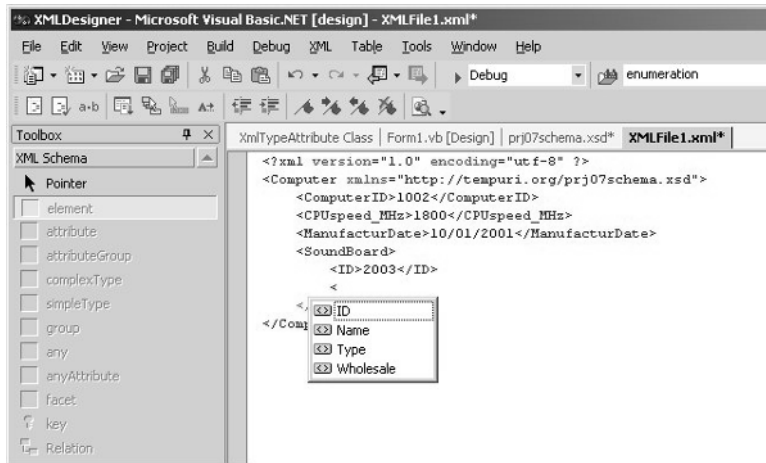 XMLDesigner - Microsoft Visual Basic.NET [design] - XMLFile1.xml*
File Edit View Project Build Debug XML Table Tools Window Help
Debug enumeration
a+b A±
Toolbox
XmlTypeAttribute Class | Form1.vb [Design] | prj07schema.xsd* XMLFile1.xml*
XML Schema
Pointer
element
attribute
attributeGroup
complexType
simpleType
group
any
anyAttribute
facet
key
Relation
<?xml version="1.0" encoding="utf-8" ?>
<Computer xmlns="http://tempuri.org/prj07schema.xsd">
<ComputerID>1002</ComputerID>
<CPUspeed_MHz>1800</CPUspeed_MHz>
<ManufacturDate>10/01/2001</ManufacturDate>
<SoundBoard>
<ID>2003</ID>
<
</
</Comp
ID
Name
Type
Wholesale